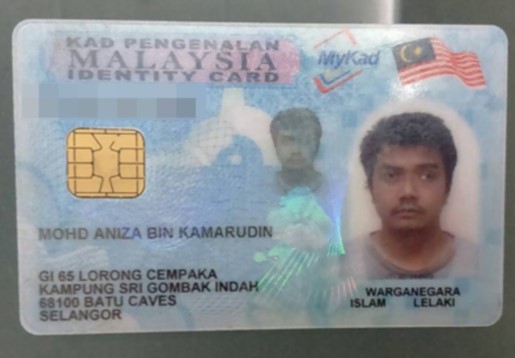 KAD PENGENALAN
MALAYSIA
IDENTITY CARD
MyKad
MOHD ANIZA BIN KAMARUDIN
GI 65 LORONG CEMPAKA
KAMPUNG SRI GOMBAK INDAH
68100 BATU CAVES
SELANGOR
WARGANEGARA
ISLAM LELAKI